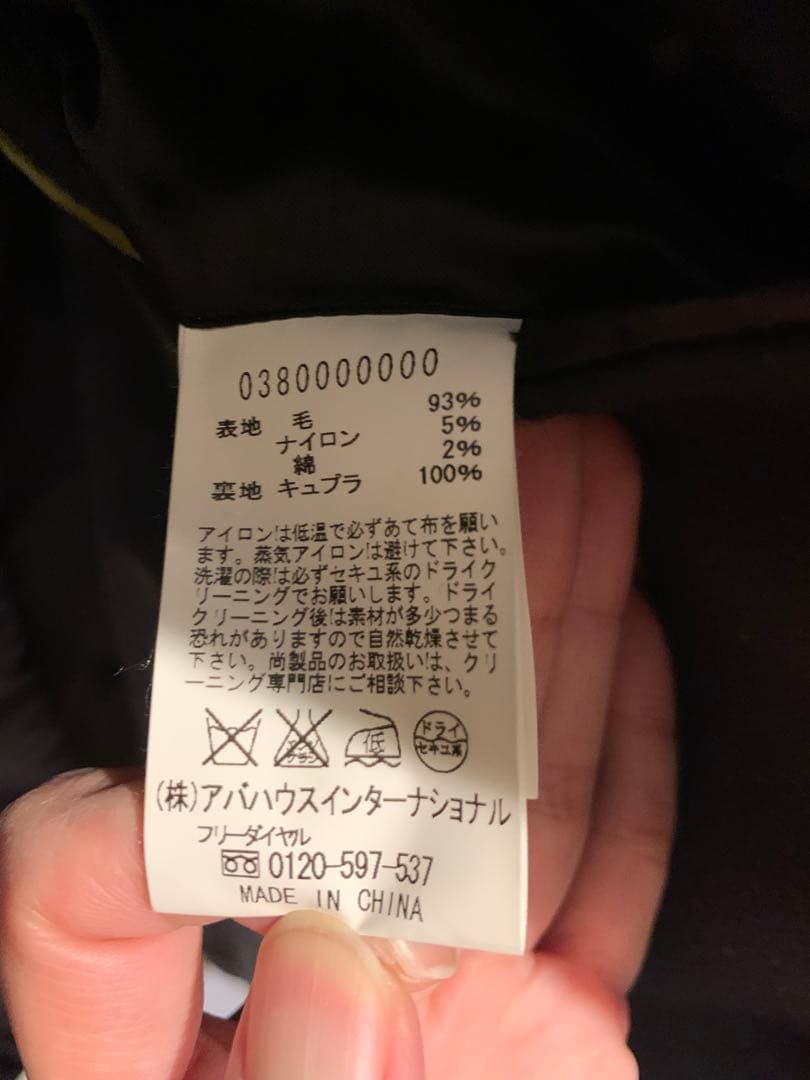 0380000000
表地 毛 93%
ナイロン 5%
綿 2%
裏地 キュプラ 100%
アイロンは低温で必ずあて布を願い
ます。蒸気アイロンは避けて下さい。
洗濯の際は必ずセキユ系のドライク
リーニングでお願いします。ドライ
クリーニング後は素材が多少つまる
恐れがありますので自然乾燥させて
下さい。尚製品のお取扱いは、クリ
ーニング専門店にご相談下さい。
低 ドライ
セキユ系
(株)アバハウスインターナショナル
フリーダイヤル
0120-597-537
MADE IN CHINA